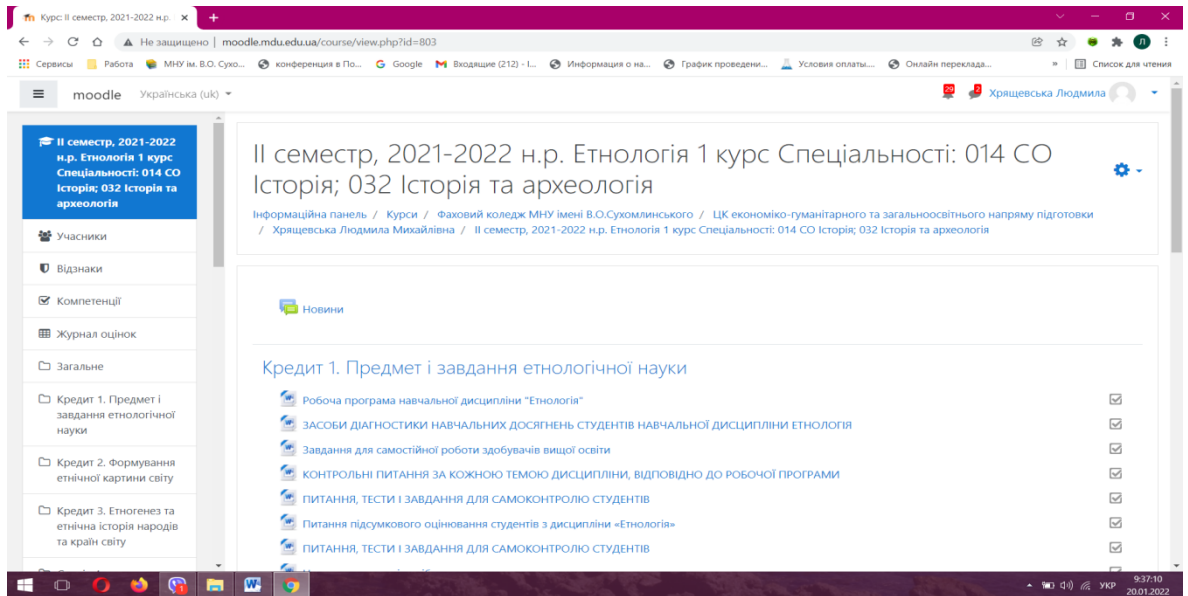 Курс: ІІ семестр, 2021-2022 н.р.
Не защищено | moodle.mdu.edu.ua/course/view.php?id=803
Сервисы Работа МНУ ім. В.О. Сухо... конференция в По... Google Входящие (212) - I... Информация о на... График проведени... Условия оплаты.... Онлайн переклада... » Список для чтения
moodle Українська (uk) 29 2 Хрящевська Людмила
ІІ семестр, 2021-2022
н.р. Етнологія 1 курс
Спеціальності: 014 СО
Історія; 032 Історія та
археологія
Учасники
Відзнаки
Компетенції
Журнал оцінок
Загальне
Кредит 1. Предмет і
завдання етнологічної
науки
Кредит 2. Формування
етнічної картини світу
Кредит 3. Етногенез та
етнічна історія народів
та країн світу
ІІ семестр, 2021-2022 н.р. Етнологія 1 курс Спеціальності: 014 СО
Історія; 032 Історія та археологія
Інформаційна панель / Курси / Фаховий коледж МНУ імені В.О.Сухомлинського / ЦК економіко-гуманітарного та загальноосвітнього напряму підготовки
/ Хрящевська Людмила Михайлівна / ІІ семестр, 2021-2022 н.р. Етнологія 1 курс Спеціальності: 014 СО Історія; 032 Історія та археологія
Новини
Кредит 1. Предмет і завдання етнологічної науки
Робоча програма навчальної дисципліни "Етнологія"
ЗАСОБИ ДІАГНОСТИКИ НАВЧАЛЬНИХ ДОСЯГНЕНЬ СТУДЕНТІВ НАВЧАЛЬНОЇ ДИСЦИПЛІНИ ЕТНОЛОГІЯ
Завдання для самостійної роботи здобувачів вищої освіти
КОНТРОЛЬНІ ПИТАННЯ ЗА КОЖНОЮ ТЕМОЮ ДИСЦИПЛІНИ, ВІДПОВІДНО ДО РОБОЧОЇ ПРОГРАМИ
ПИТАННЯ, ТЕСТИ І ЗАВДАННЯ ДЛЯ САМОКОНТРОЛЮ СТУДЕНТІВ
Питання підсумкового оцінювання студентів з дисципліни «Етнологія»
ПИТАННЯ, ТЕСТИ І ЗАВДАННЯ ДЛЯ САМОКОНТРОЛЮ СТУДЕНТІВ
УКР
9:37:10
20.01.2022